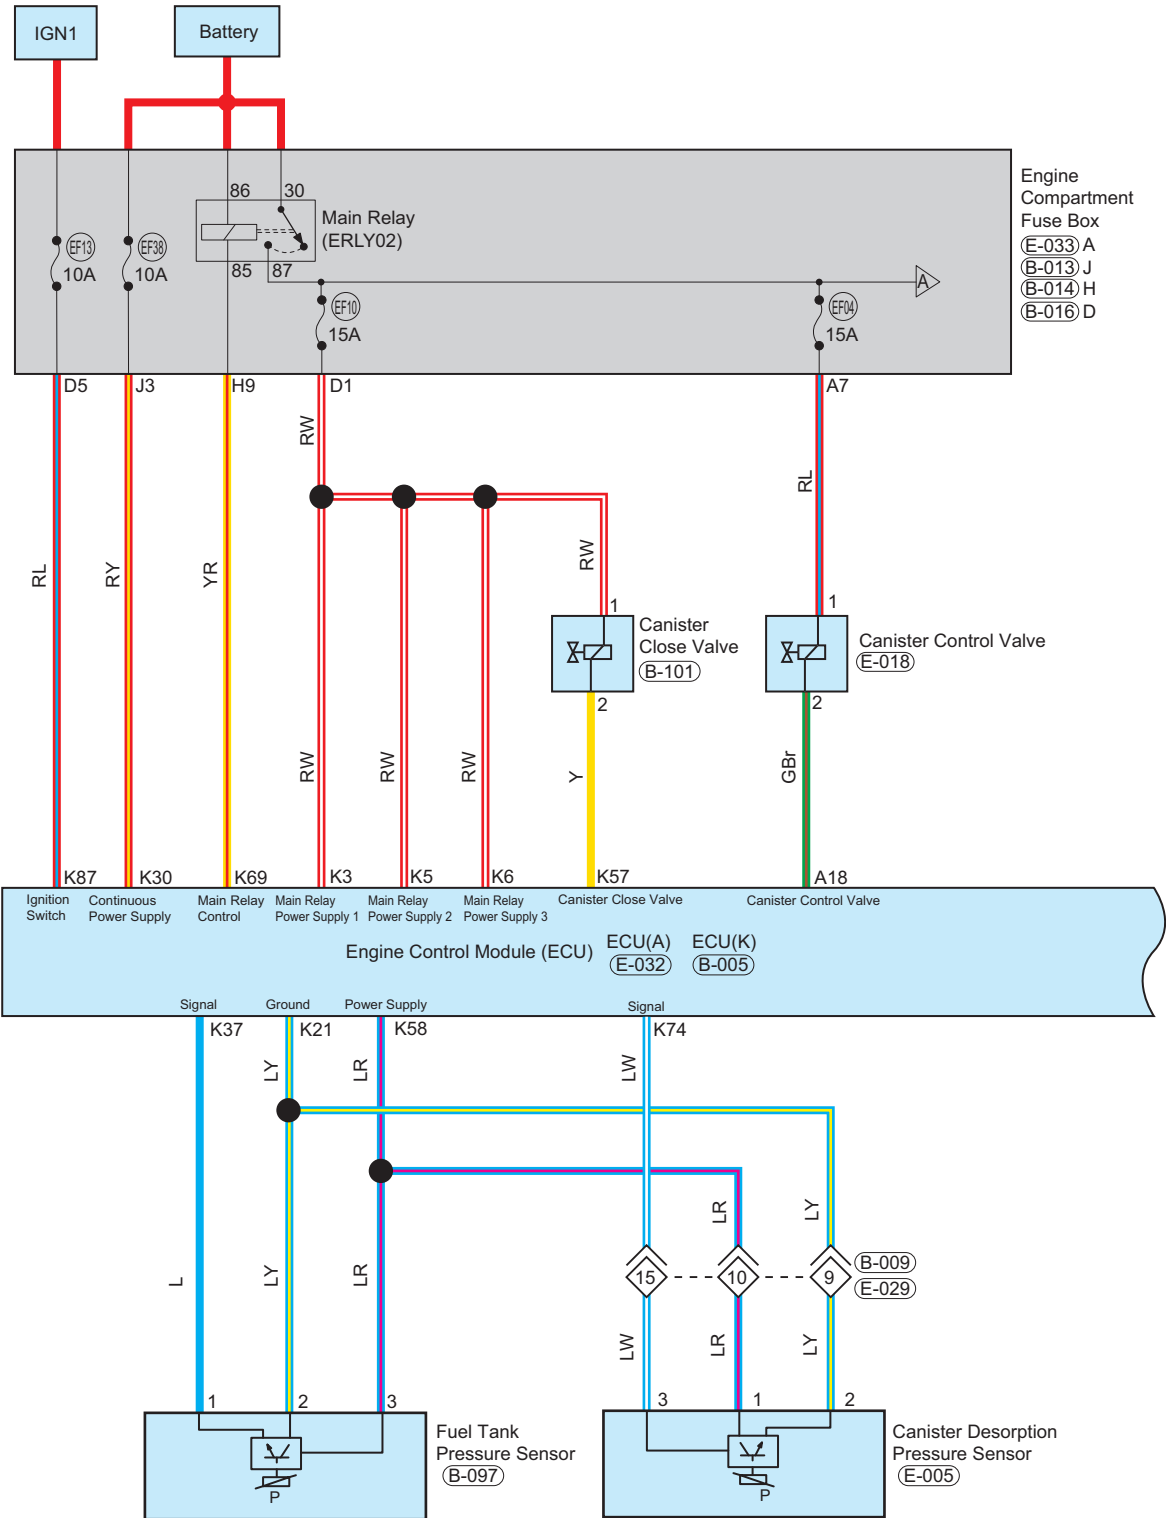 IGN1
Battery
Engine
Compartment
Fuse Box
E-033 A
B-013 J
B-014 H
B-016 D
86
30
Main Relay
(ERLY02)
85
87
EF13
10A
EF38
10A
EF10
15A
EF04
15A
A
D5
J3
H9
D1
A7
RW
RL
RL
RY
YR
RW
1
Canister
Close Valve
B-101
2
1
Canister Control Valve
E-018
2
RW
RW
RW
Y
GBr
K87
K30
K69
K3
K5
K6
K57
A18
Ignition
Switch
Continuous
Power Supply
Main Relay
Control
Main Relay
Power Supply 1
Main Relay
Power Supply 2
Main Relay
Power Supply 3
Canister Close Valve
Canister Control Valve
Engine Control Module (ECU)
ECU(A)
E-032
ECU(K)
B-005
Signal
Ground
Power Supply
Signal
K37
K21
K58
K74
LY
LR
LW
LR
LY
L
LY
LR
15
10
9
B-009
E-029
LW
LR
LY
1
2
3
3
1
2
Fuel Tank
Pressure Sensor
B-097
P
Canister Desorption
Pressure Sensor
E-005
P